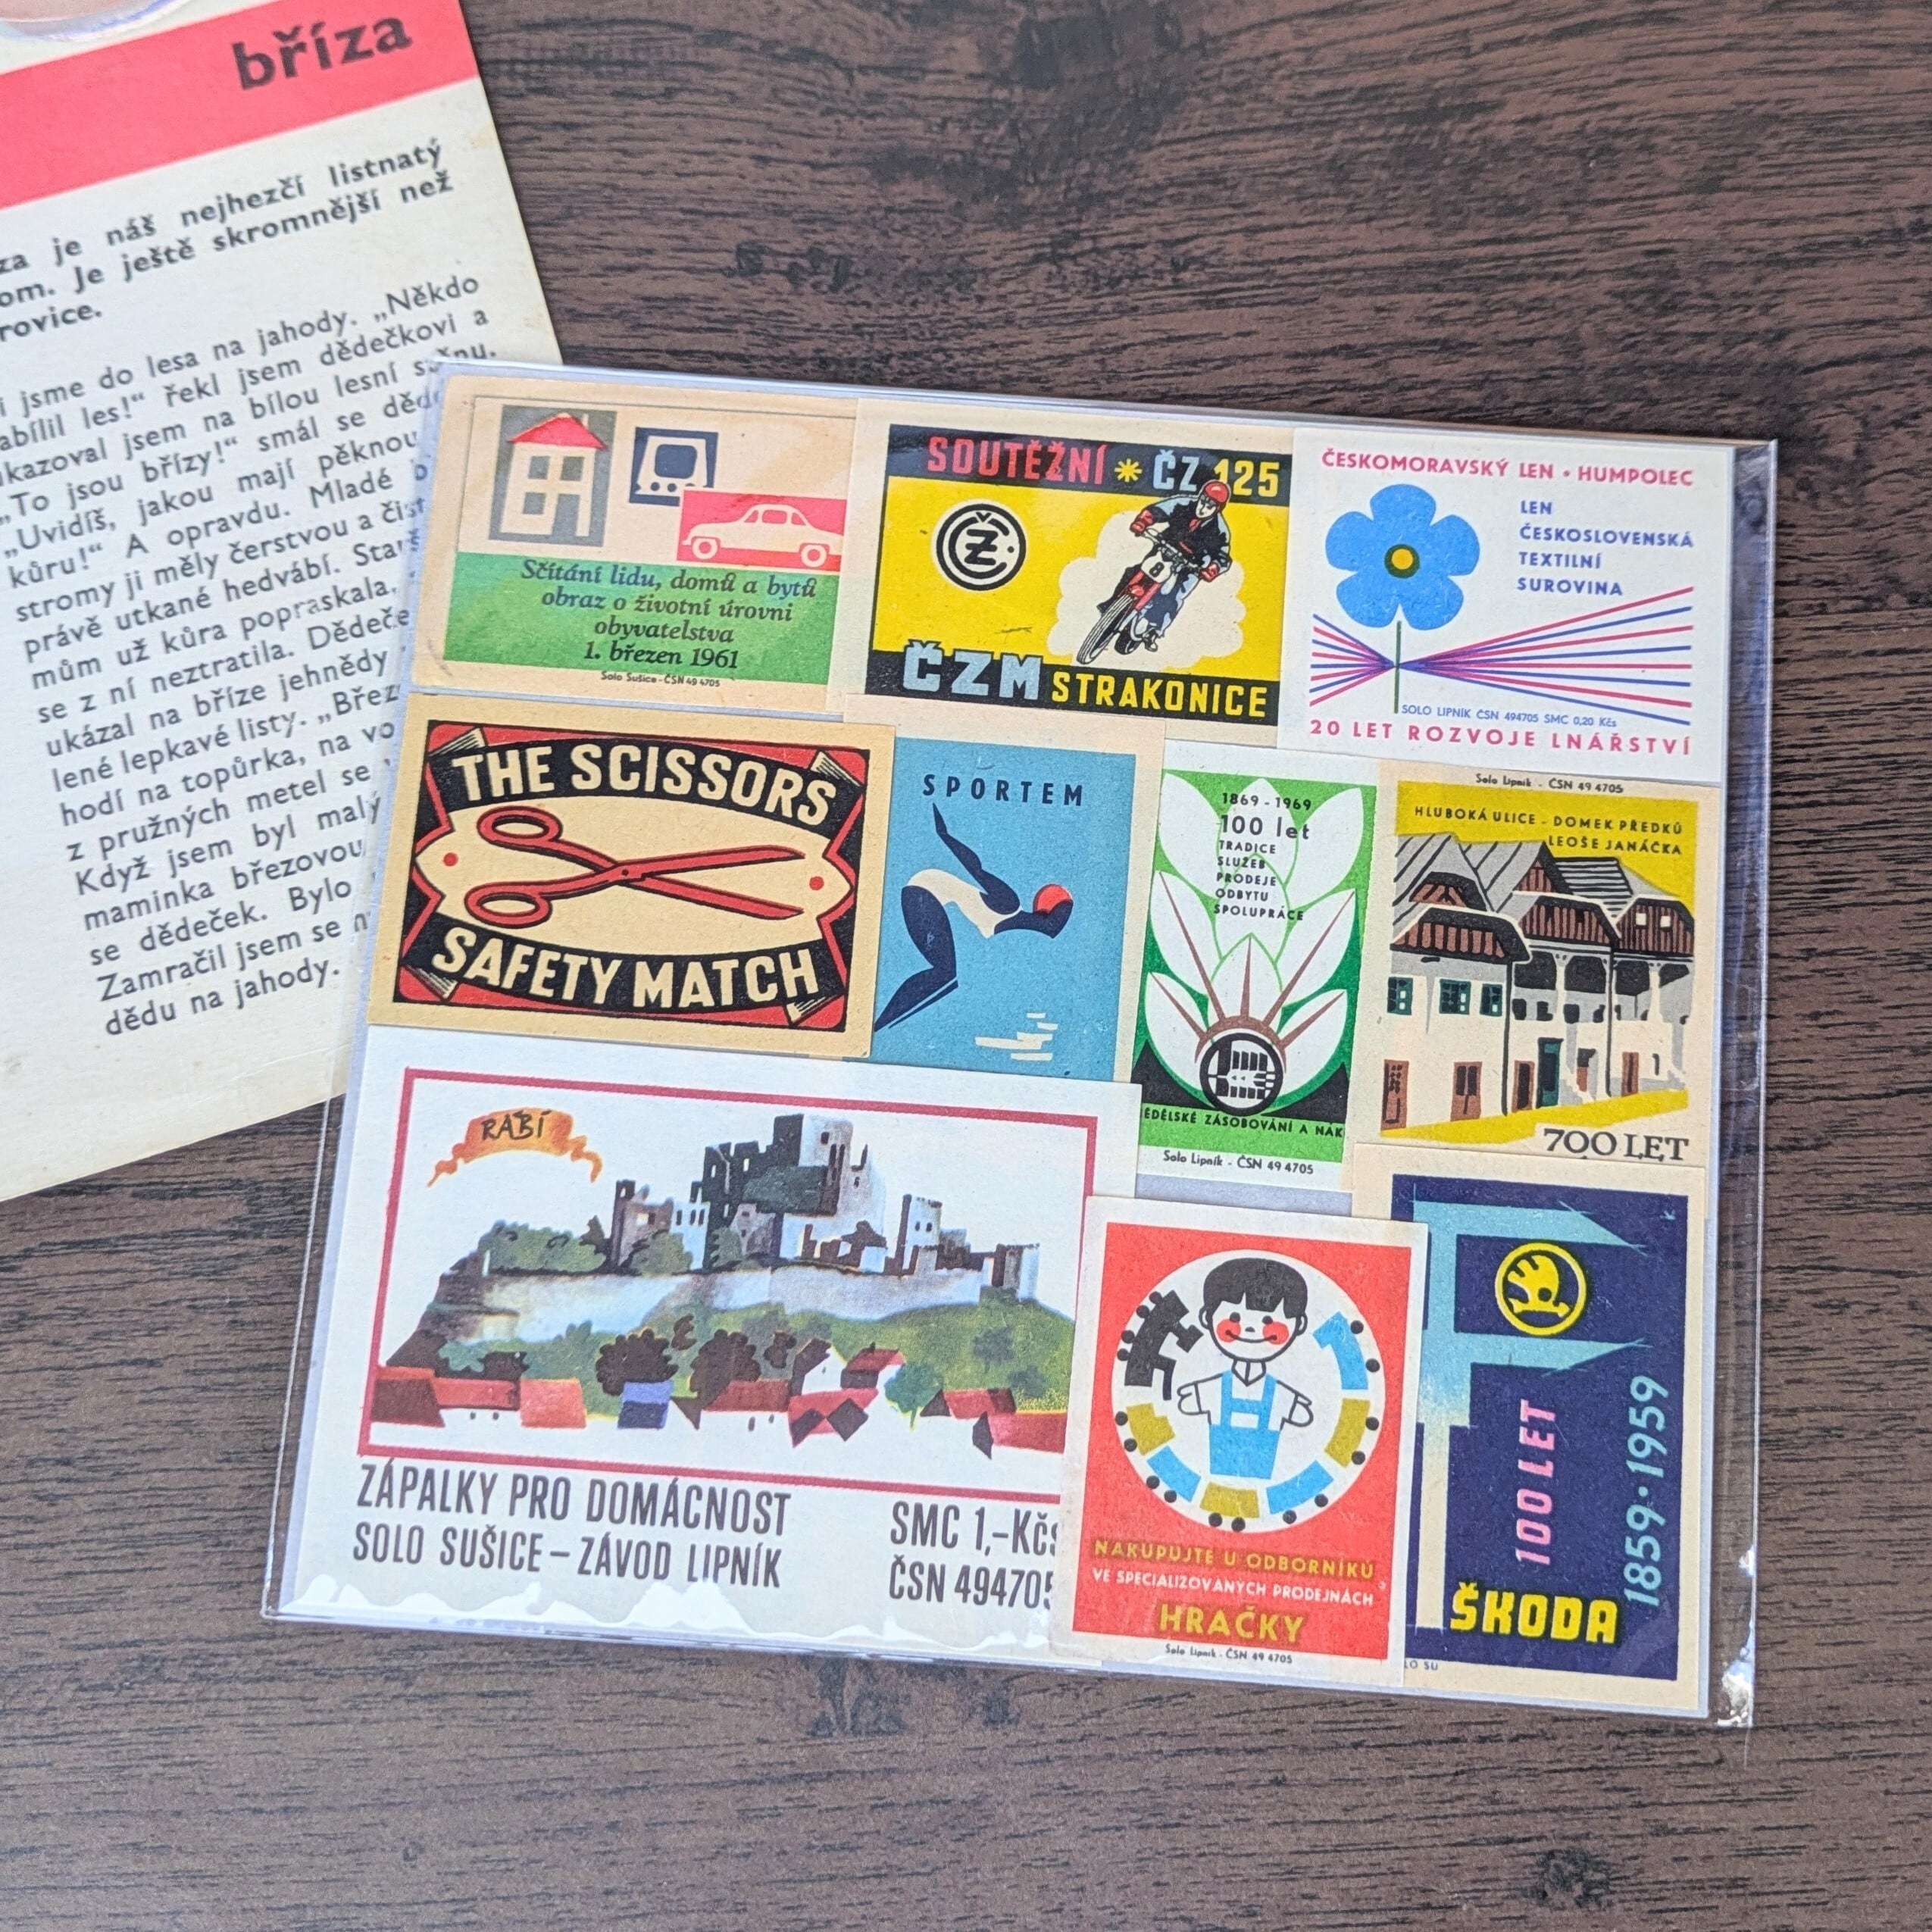 bříza
je náš nejhezčí listnatý
Je ještě skromnější než
jsme do lesa na jahody. „Někdo
les!“ řekl jsem dědečkovi a
jsem na bílou lesní
„To jsou břízy!“ smál se
„Uvidíš, jakou mají pěknou
kůru!“ A opravdu. Mladé
stromy ji měly čerstvou a
právě utkané hedvábí.
mům už kůra popraskala,
se z ní neztratila.
ukázal na bříze jehnědy
lené lepkavé listy.
hodí na topůrka, na
z pružných metel se
Když jsem byl malý
maminka březovou
se dědeček. Bylo
Zamračil jsem se
dědu na jahody.
Sčítání lidu, domů a bytů
obraz o životní úrovni
obyvatelstva
1. březen 1961
Solo Sušice - ČSN 49 4705
SOUTĚŽNÍ * ČZ 125
ČZ
8
ČZM STRAKONICE
ČESKOMORAVSKÝ LEN • HUMPOLEC
LEN
ČESKOSLOVENSKÁ
TEXTILNÍ
SUROVINA
SOLO LIPNÍK ČSN 494705 SMC 0,20 Kčs
20 LET ROZVOJE LNÁŘSTVÍ
THE SCISSORS
SAFETY MATCH
SPORTEM
1869 - 1969
100 let
TRADICE
SLUŽEB
PRODEJE
ODBYTU
SPOLUPRÁCE
EDĚLSKÉ ZÁSOBOVÁNÍ A NÁK
Solo Lipník - ČSN 49 4705
Solo Lipník - ČSN 49 4705
HLUBOKÁ ULICE - DOMEK PŘEDKŮ
LEOŠE JANÁČKA
700 LET
RABÍ
ZÁPALKY PRO DOMÁCNOST
SOLO SUŠICE – ZÁVOD LIPNÍK
SMC 1,-Kčs
ČSN 494705
NAKUPUJTE U ODBORNÍKŮ
VE SPECIALIZOVANÝCH PRODEJNÁCH
HRAČKY
Solo Lipník - ČSN 49 4705
K.
100 LET
1859 • 1959
ŠKODA
LO SU